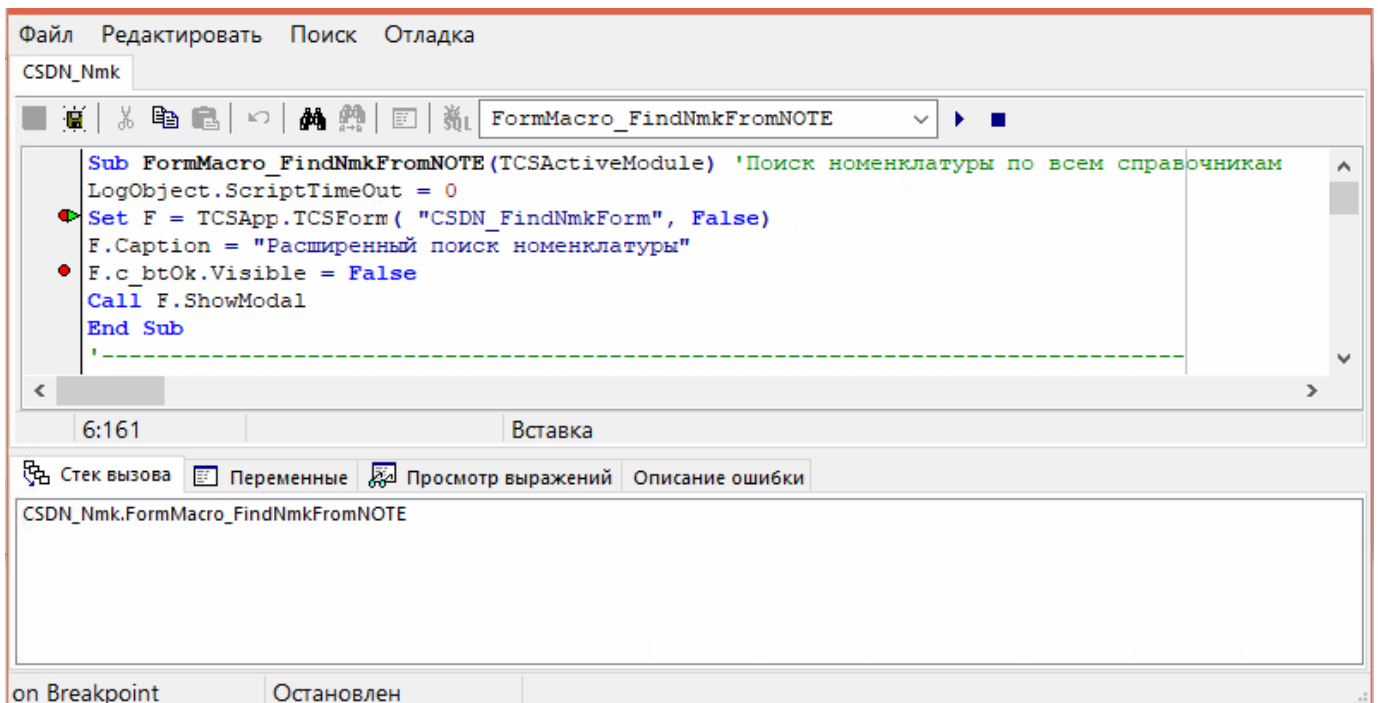 Файл Редактировать Поиск Отладка
CSDN_Nmk
FormMacro_FindNmkFromNOTE
Sub FormMacro_FindNmkFromNOTE(TCSActiveModule) 'Поиск номенклатуры по всем справочникам
LogObject.ScriptTimeOut = 0
Set F = TCSApp.TCSForm( "CSDN_FindNmkForm", False)
F.Caption = "Расширенный поиск номенклатуры"
F.c_btOk.Visible = False
Call F.ShowModal
End Sub
'--------------------------------------------------------------------------------
6:161 Вставка
Стек вызова Переменные Просмотр выражений Описание ошибки
CSDN_Nmk.FormMacro_FindNmkFromNOTE
on Breakpoint Остановлен